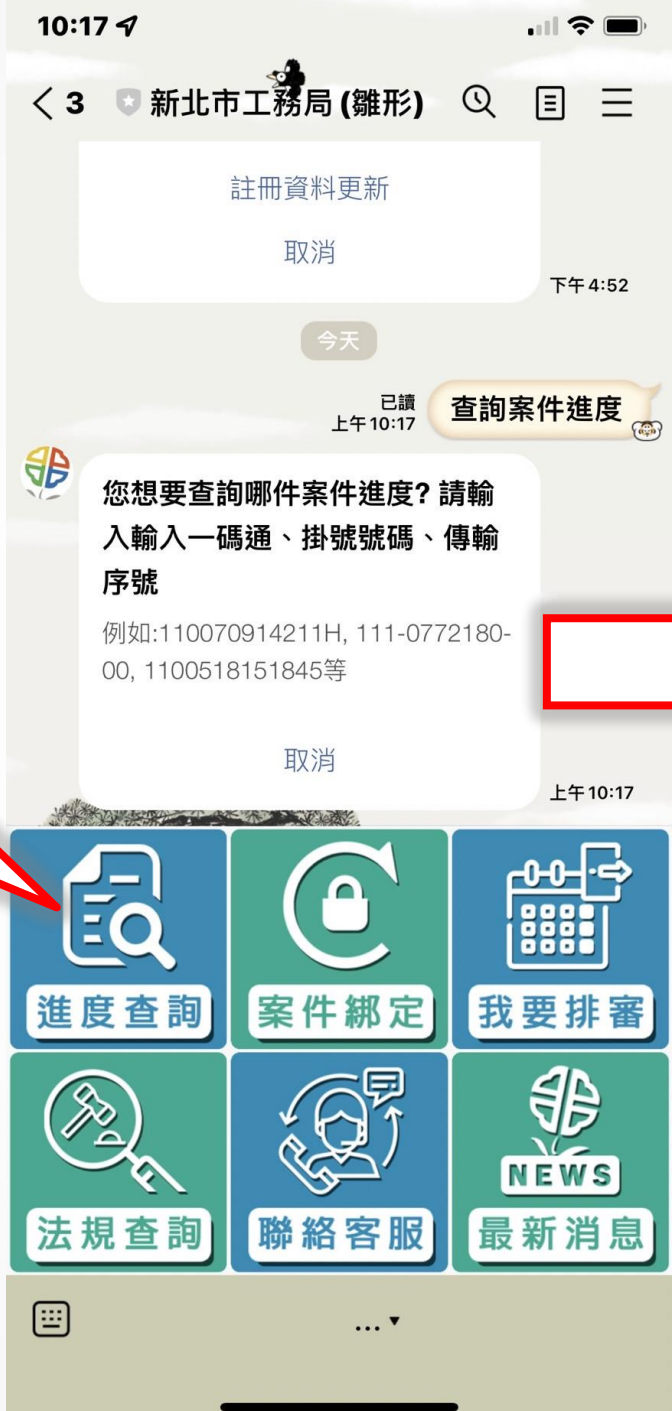 10:17
3 新北市工務局 (雛形)
註冊資料更新
取消
下午 4:52
今天
已讀
上午 10:17
查詢案件進度
您想要查詢哪件案件進度? 請輸
入輸入一碼通、掛號號碼、傳輸
序號
例如:110070914211H, 111-0772180-
00, 1100518151845等
取消
上午 10:17
進度查詢 案件綁定 我要排審
NEWS
法規查詢 聯絡客服 最新消息
...